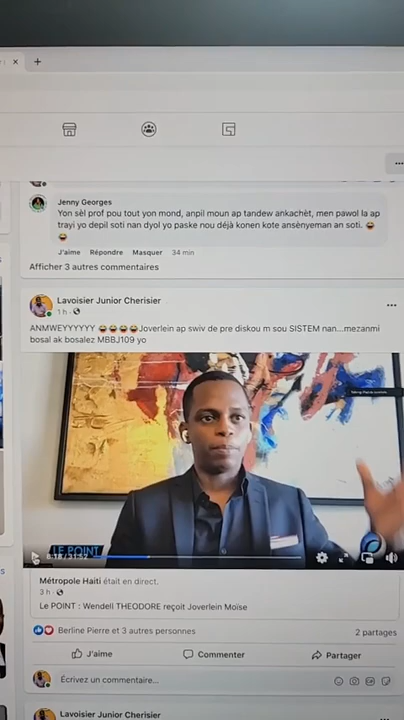 Jenny Georges
Yon sèl prof pou tout yon mond, anpil moun ap tandew ankachèt, men pawol la ap
trayi yo depil soti nan dyol yo paske nou déjà konen kote ansènyeman an soti. 😂
😂
J'aime Répondre Masquer 34 min
Afficher 3 autres commentaires
Lavoisier Junior Cherisier
1 h ·
ANMWEYYYYYY 😂😂😂😂Joverlein ap swiv de pre diskou m sou SISTEM nan...mezanmi
bosal ak bosalez MBBJ109 yo
LE POINT
Métropole Haiti était en direct.
3 h ·
Le POINT : Wendell THEODORE reçoit Joverlein Moïse
Berline Pierre et 3 autres personnes 2 partages
J'aime Commenter Partager
Écrivez un commentaire...
Lavoisier Junior Cherisier